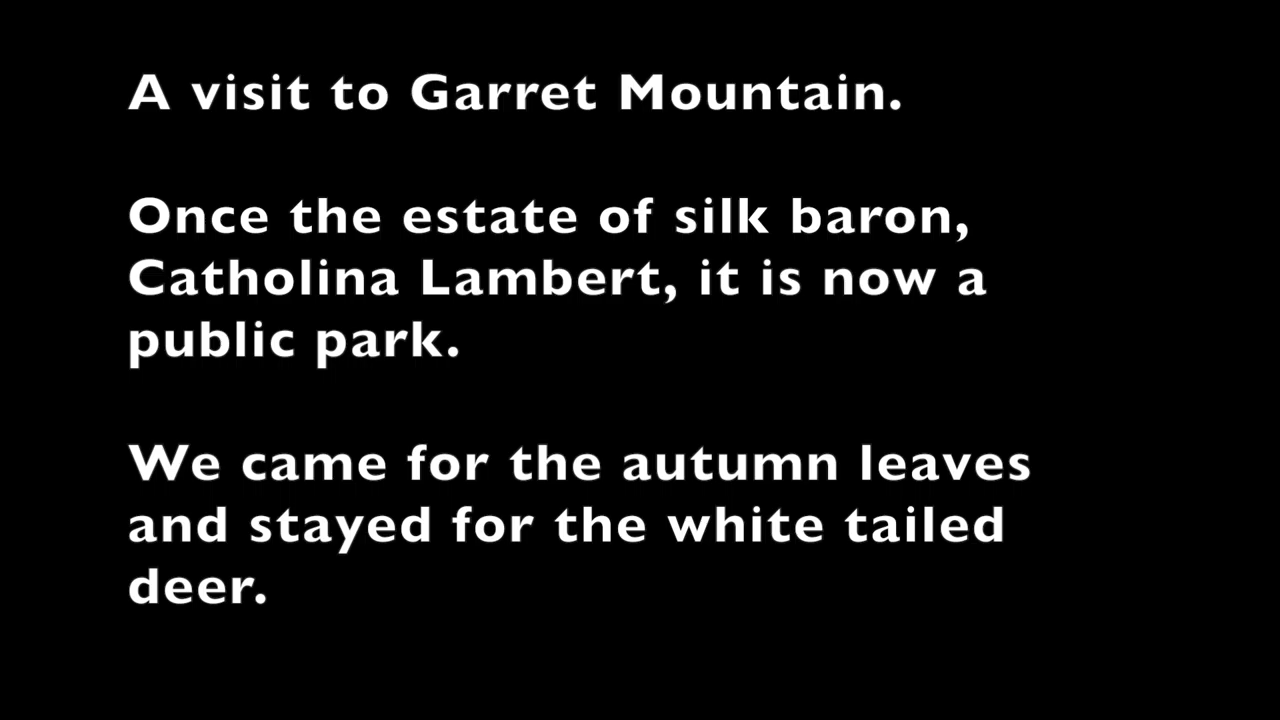 A visit to Garret Mountain.
Once the estate of silk baron,
Catholina Lambert, it is now a
public park.
We came for the autumn leaves
and stayed for the white tailed
deer.